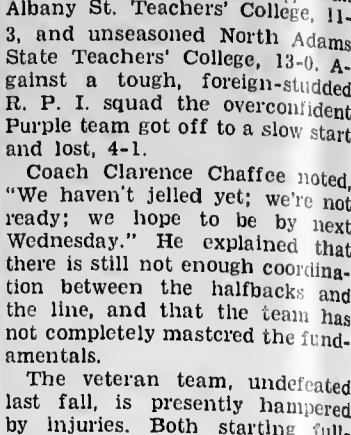 Albany St. Teachers' College, 11-
3, and unseasoned North Adams
State Teachers' College, 13-0. A-
gainst a tough, foreign-studded
R. P. I. squad the overconfident
Purple team got off to a slow start
and lost, 4-1.
Coach Clarence Chaffee noted,
"We haven't jelled yet; we're not
ready; we hope to be by next
Wednesday." He explained that
there is still not enough coordina-
tion between the halfbacks and
the line, and that the team has
not completely mastered the fund-
amentals.
The veteran team, undefeated
last fall, is presently hampered
by injuries. Both starting full-